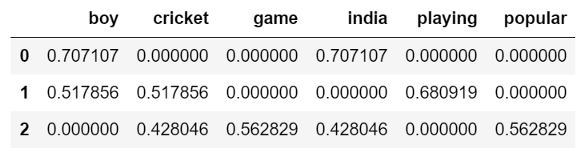 boy cricket game india playing popular
0 0.707107 0.000000 0.000000 0.707107 0.000000 0.000000
1 0.517856 0.517856 0.000000 0.000000 0.680919 0.000000
2 0.000000 0.428046 0.562829 0.428046 0.000000 0.562829